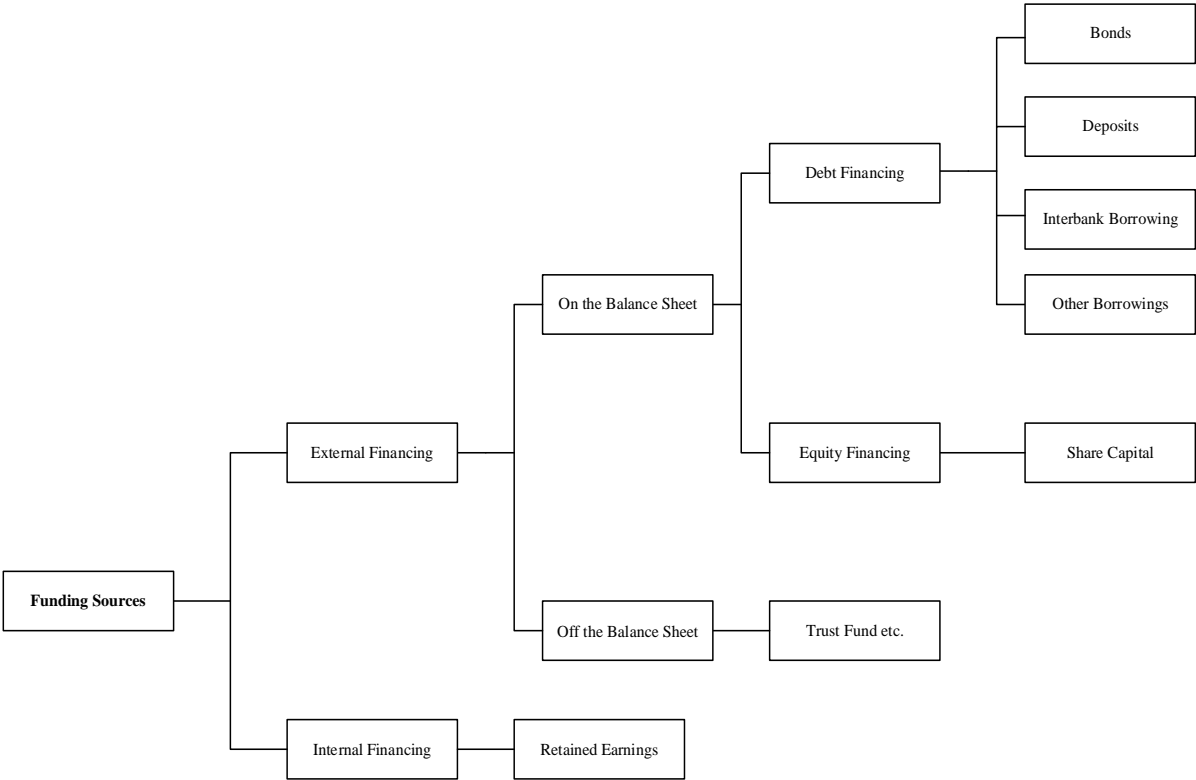 Bonds
Deposits
Debt Financing
Interbank Borrowing
On the Balance Sheet
Other Borrowings
External Financing
Equity Financing
Share Capital
Funding Sources
Off the Balance Sheet
Trust Fund etc.
Internal Financing
Retained Earnings